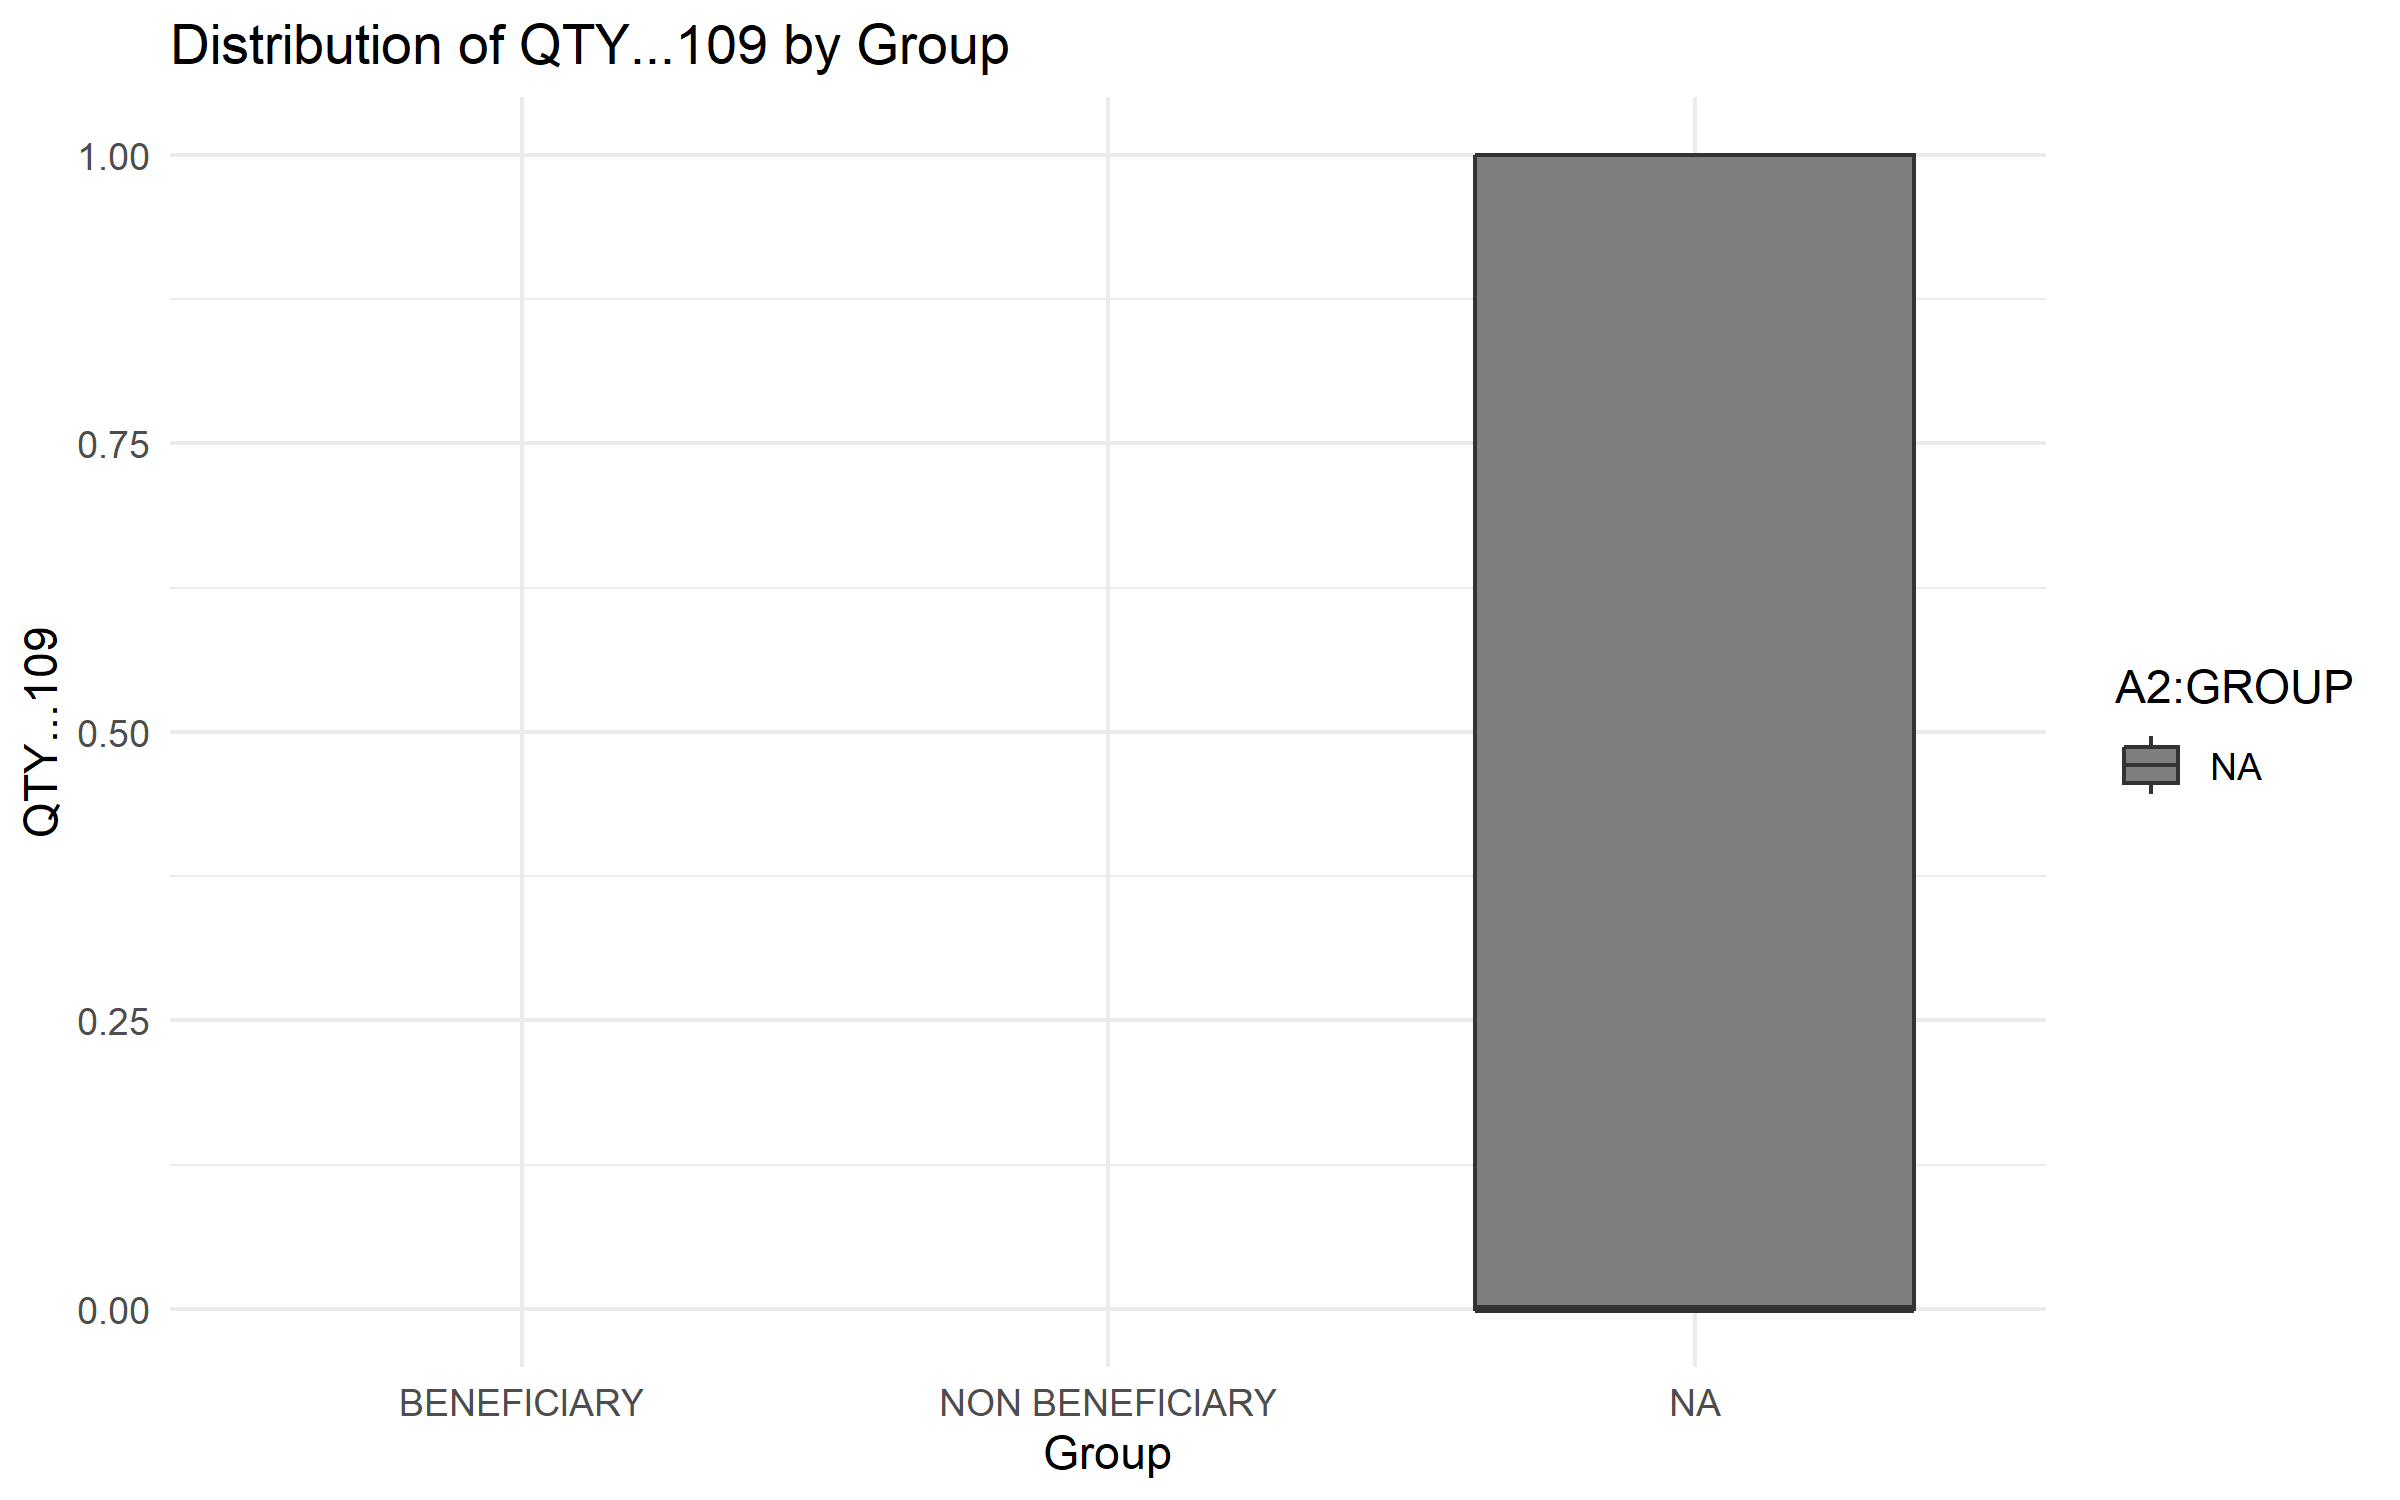 Distribution of QTY...109 by Group
1.00
0.75
0.50
0.25
0.00
QTY...109
BENEFICIARY
NON BENEFICIARY
NA
Group
A2:GROUP
NA